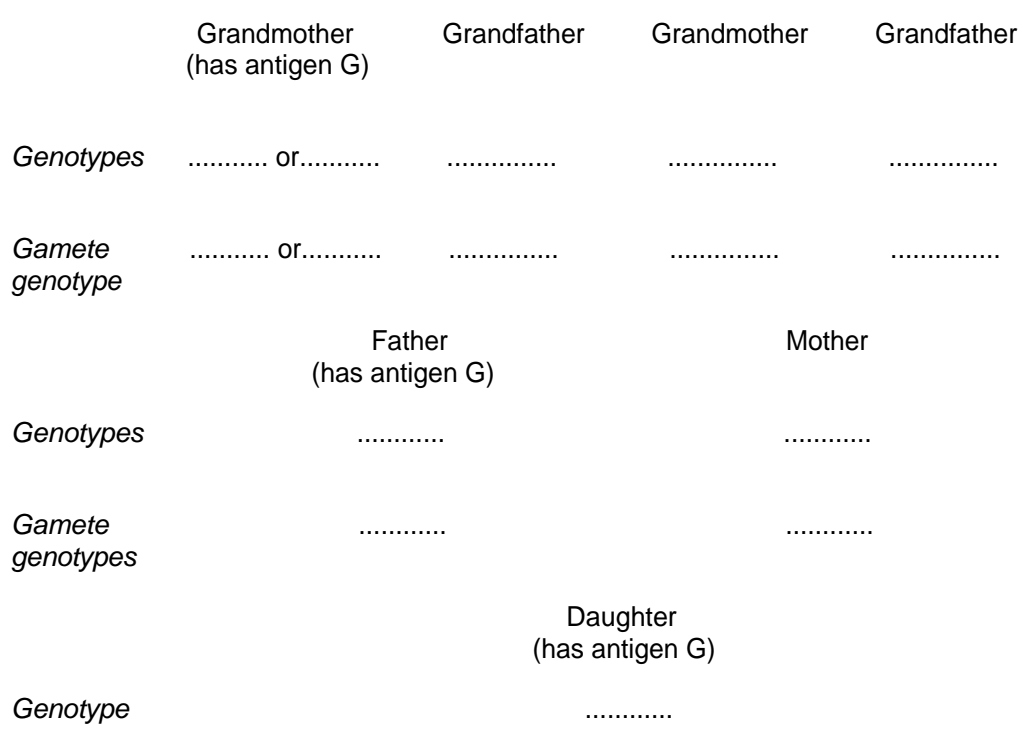 Grandmother Grandfather Grandmother Grandfather
(has antigen G)
Genotypes ........... or........... ............... ............... ...............
Gamete ........... or........... ............... ............... ...............
genotype
Father Mother
(has antigen G)
Genotypes ............ ............
Gamete ............ ............
genotypes
Daughter
(has antigen G)
Genotype ............